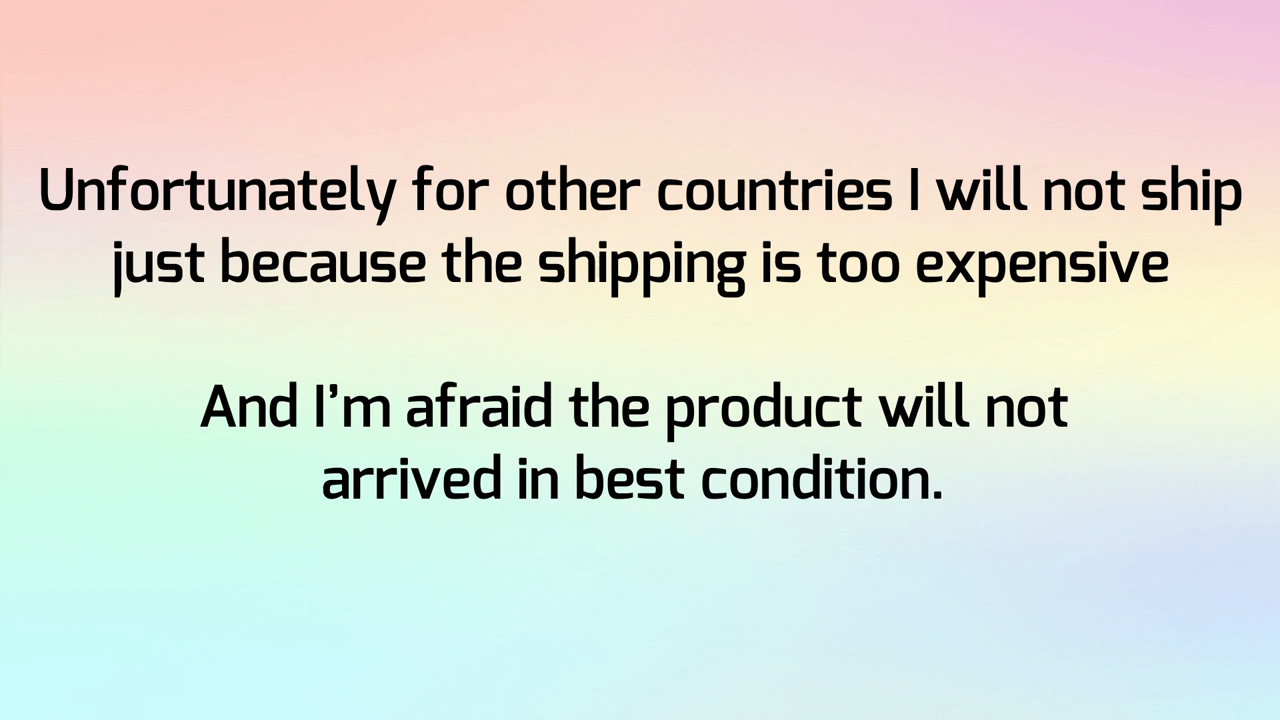 Unfortunately for other countries I will not ship
just because the shipping is too expensive
And I’m afraid the product will not
arrived in best condition.